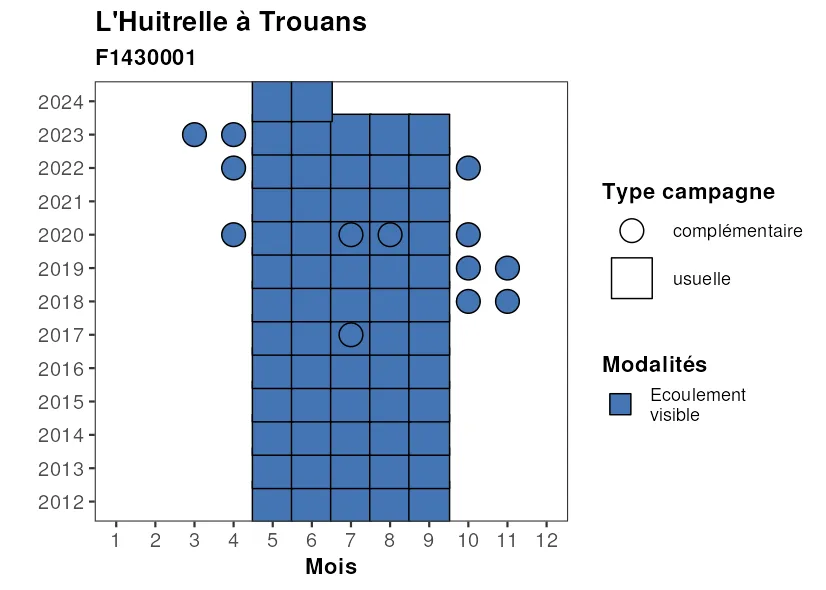 L'Huitrelle à Trouans
F1430001
2024
2023
2022
2021
2020
2019
2018
2017
2016
2015
2014
2013
2012
1 2 3 4 5 6 7 8 9 10 11 12
Mois
Type campagne
complémentaire
usuelle
Modalités
Ecoulement
visible